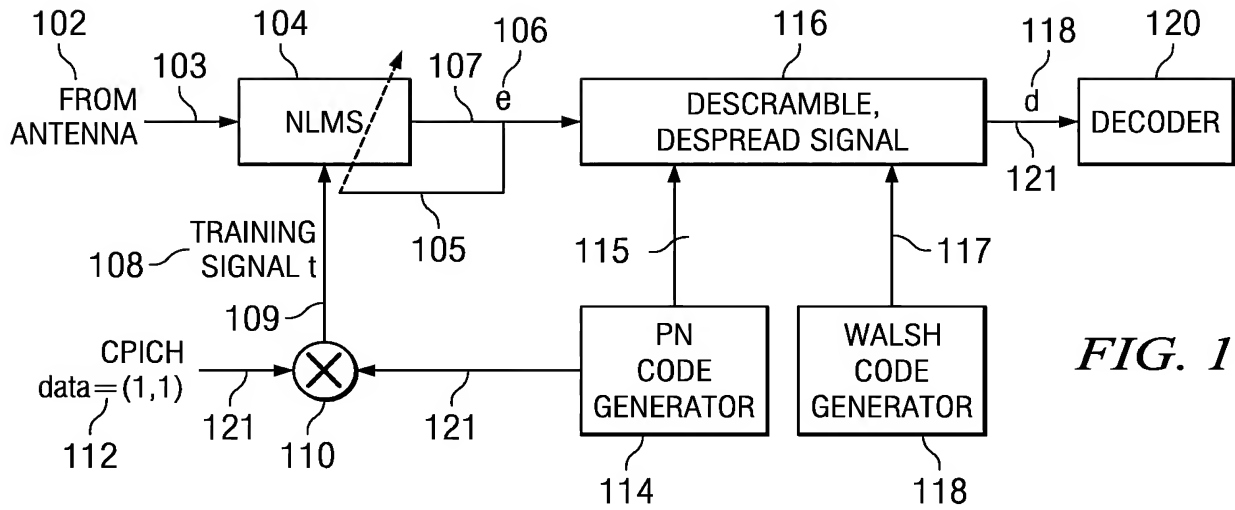 102
104
106
116
118
120
103
107
e
d
FROM
ANTENNA
NLMS
DESCRAMBLE,
DESPREAD SIGNAL
DECODER
121
105
108
TRAINING
SIGNAL t
115
117
109
CPICH
data=(1,1)
PN
CODE
GENERATOR
WALSH
CODE
GENERATOR
FIG. 1
112
121
110
121
114
118